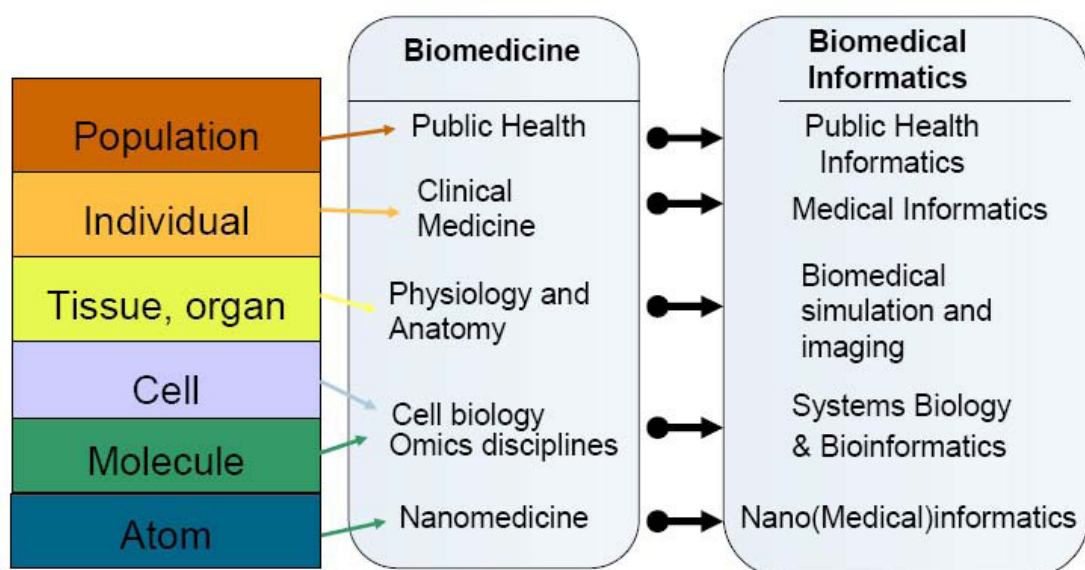 Population
Individual
Tissue, organ
Cell
Molecule
Atom
Biomedicine
Public Health
Clinical
Medicine
Physiology and
Anatomy
Cell biology
Omics disciplines
Nanomedicine
Biomedical
Informatics
Public Health
Informatics
Medical Informatics
Biomedical
simulation and
imaging
Systems Biology
& Bioinformatics
Nano(Medical)informatics